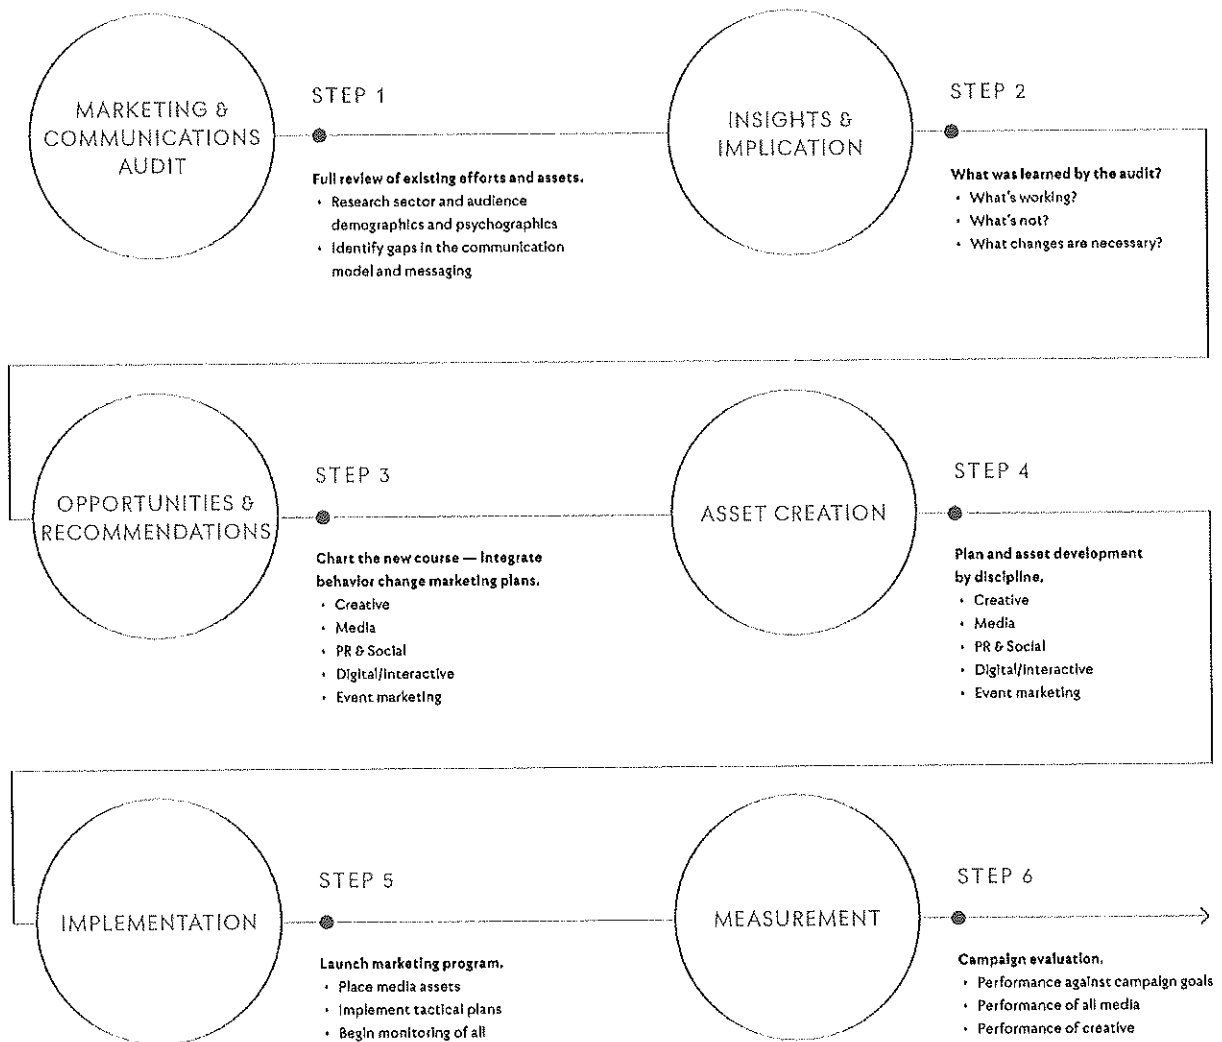 MARKETING &
COMMUNICATIONS
AUDIT
STEP 1
Full review of existing efforts and assets.
• Research sector and audience
demographics and psychographics
• Identify gaps in the communication
model and messaging
INSIGHTS &
IMPLICATION
STEP 2
What was learned by the audit?
• What's working?
• What's not?
• What changes are necessary?
OPPORTUNITIES &
RECOMMENDATIONS
STEP 3
Chart the new course — integrate
behavior change marketing plans.
• Creative
• Media
• PR & Social
• Digital/Interactive
• Event marketing
ASSET CREATION
STEP 4
Plan and asset development
by discipline.
• Creative
• Media
• PR & Social
• Digital/Interactive
• Event marketing
IMPLEMENTATION
STEP 5
Launch marketing program.
• Place media assets
• Implement tactical plans
• Begin monitoring of all
MEASUREMENT
STEP 6
Campaign evaluation.
• Performance against campaign goals
• Performance of all media
• Performance of creative